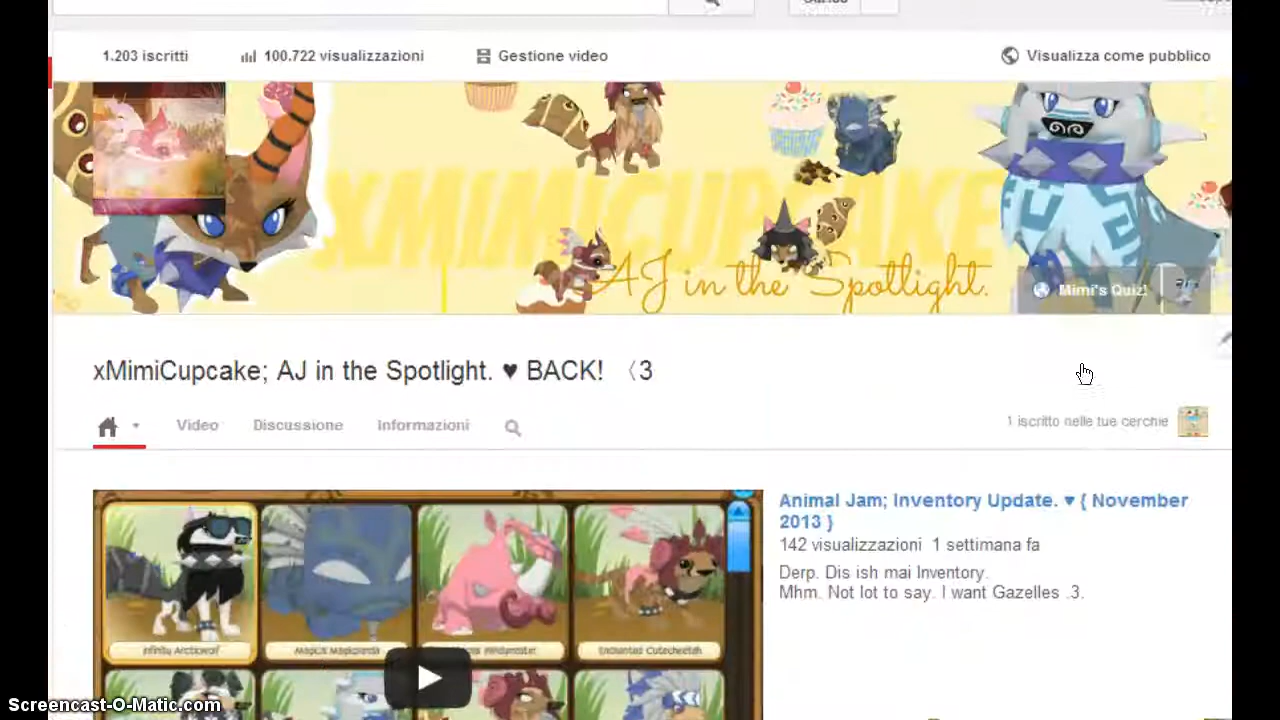 1.203 iscritti
100.722 visualizzazioni
Gestione video
Visualizza come pubblico
XMIMICUPCAKE
AJ in the Spotlight.
Mimi's Quiz!
xMimiCupcake; AJ in the Spotlight. ♥ BACK! 〈3
Video
Discussione
Informazioni
1 iscritto nelle tue cerchie
Animal Jam; Inventory Update. ♥ { November
2013 }
142 visualizzazioni 1 settimana fa
Derp. Dis ish mai Inventory.
Mhm. Not lot to say. I want Gazelles .3.
Infinity Arcticwolf
Enchanted Cutecheetah
Screencast-O-Matic.com